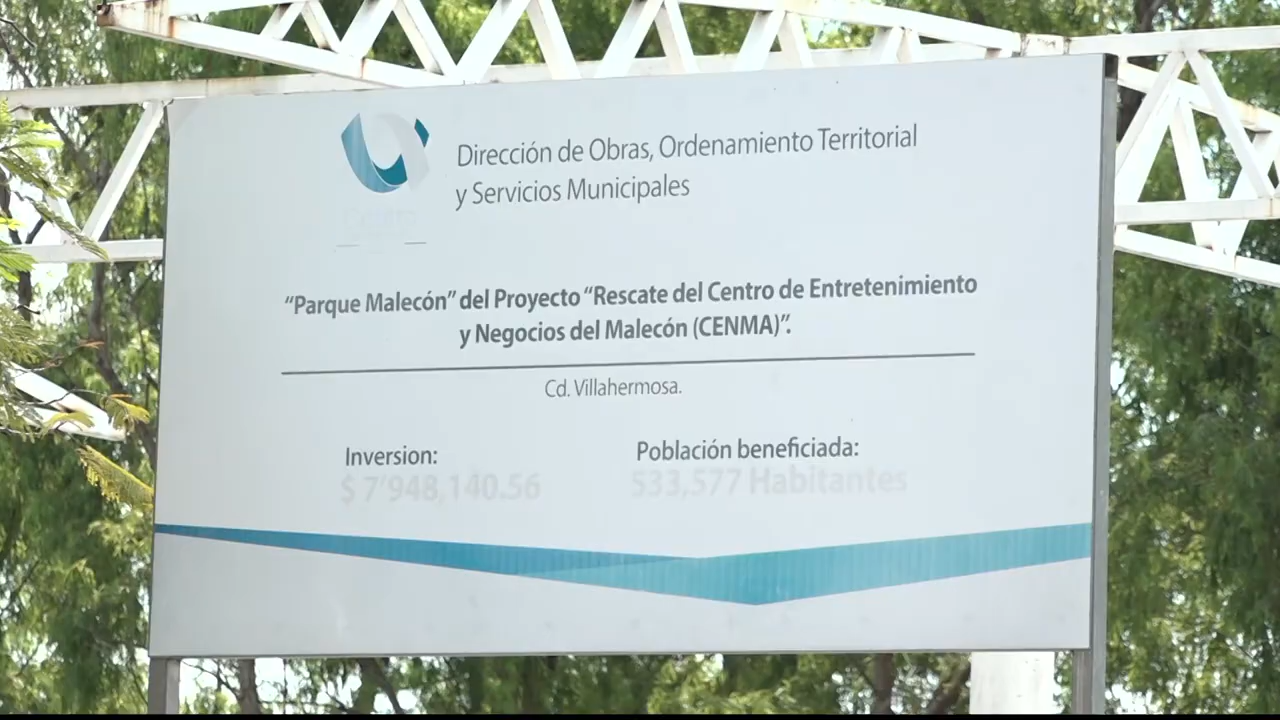 Dirección de Obras, Ordenamiento Territorial
y Servicios Municipales
"Parque Malecón" del Proyecto "Rescate del Centro de Entretenimiento
y Negocios del Malecón (CENMA)".
Cd. Villahermosa.
Inversion:
$ 7'948,140.56
Población beneficiada:
533,577 Habitantes